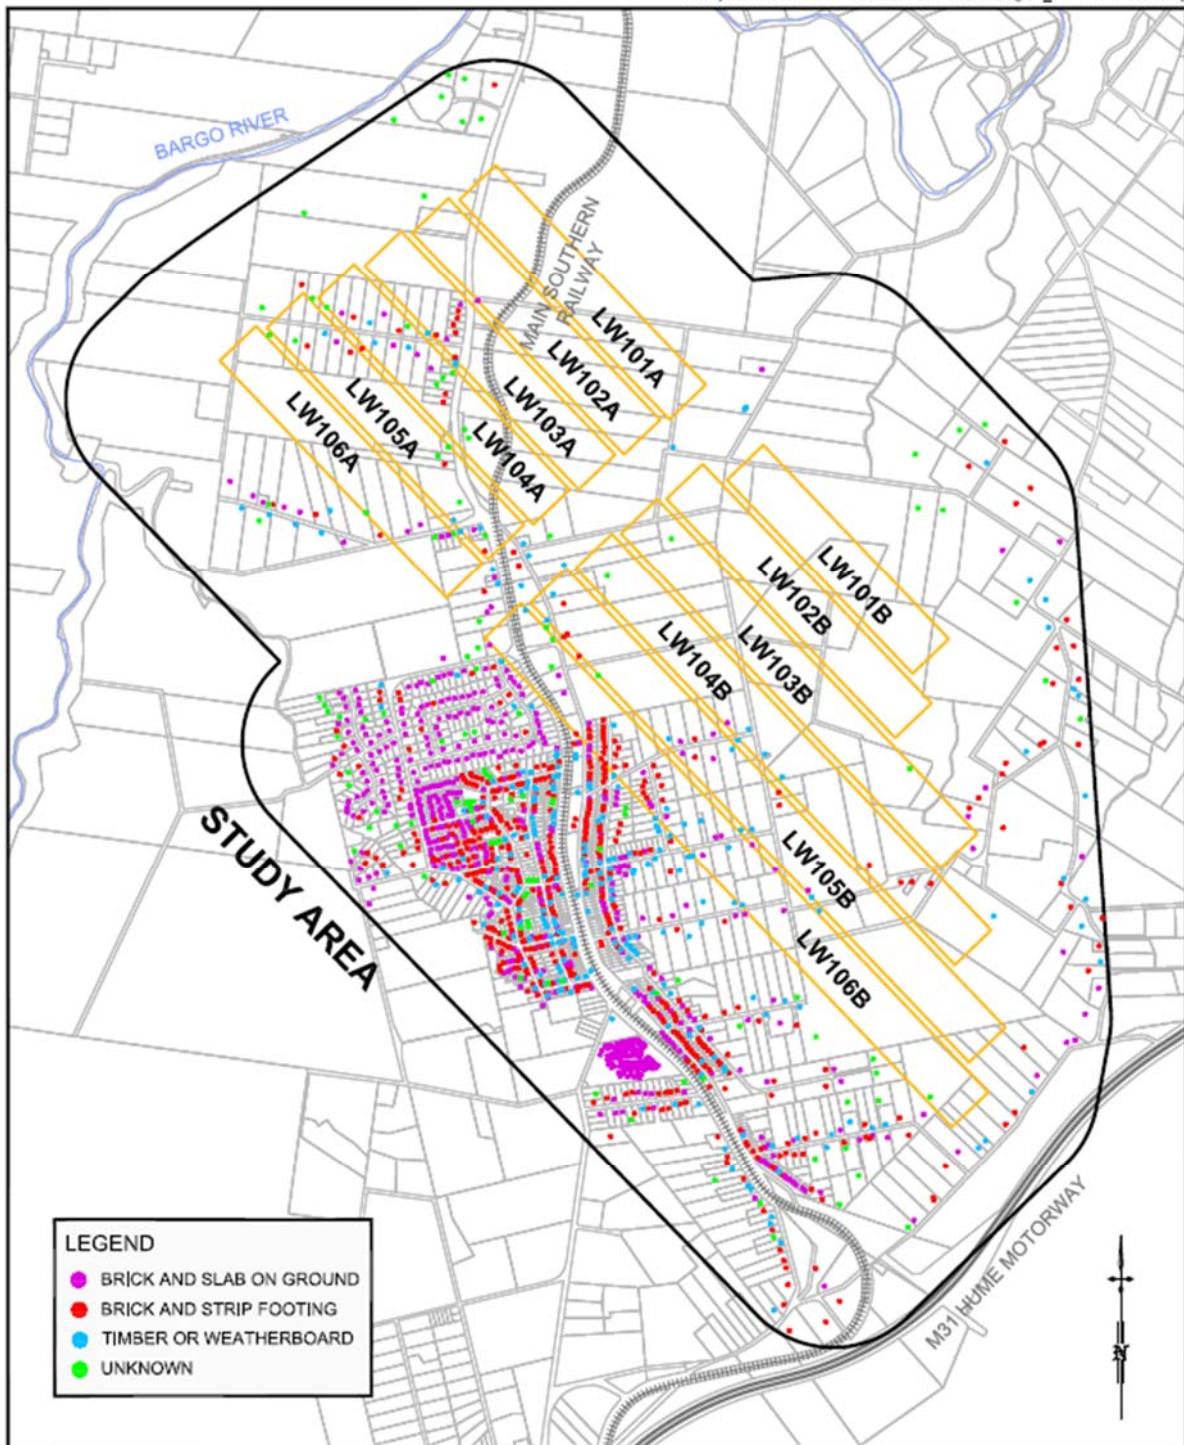 BARGO RIVER
MAIN SOUTHERN
RAILWAY
LW101A
LW102A
LW103A
LW104A
LW105A
LW106A
LW101B
LW102B
LW103B
LW104B
LW105B
LW106B
STUDY AREA
M31 HUME MOTORWAY
LEGEND
BRICK AND SLAB ON GROUND
BRICK AND STRIP FOOTING
TIMBER OR WEATHERBOARD
UNKNOWN
N